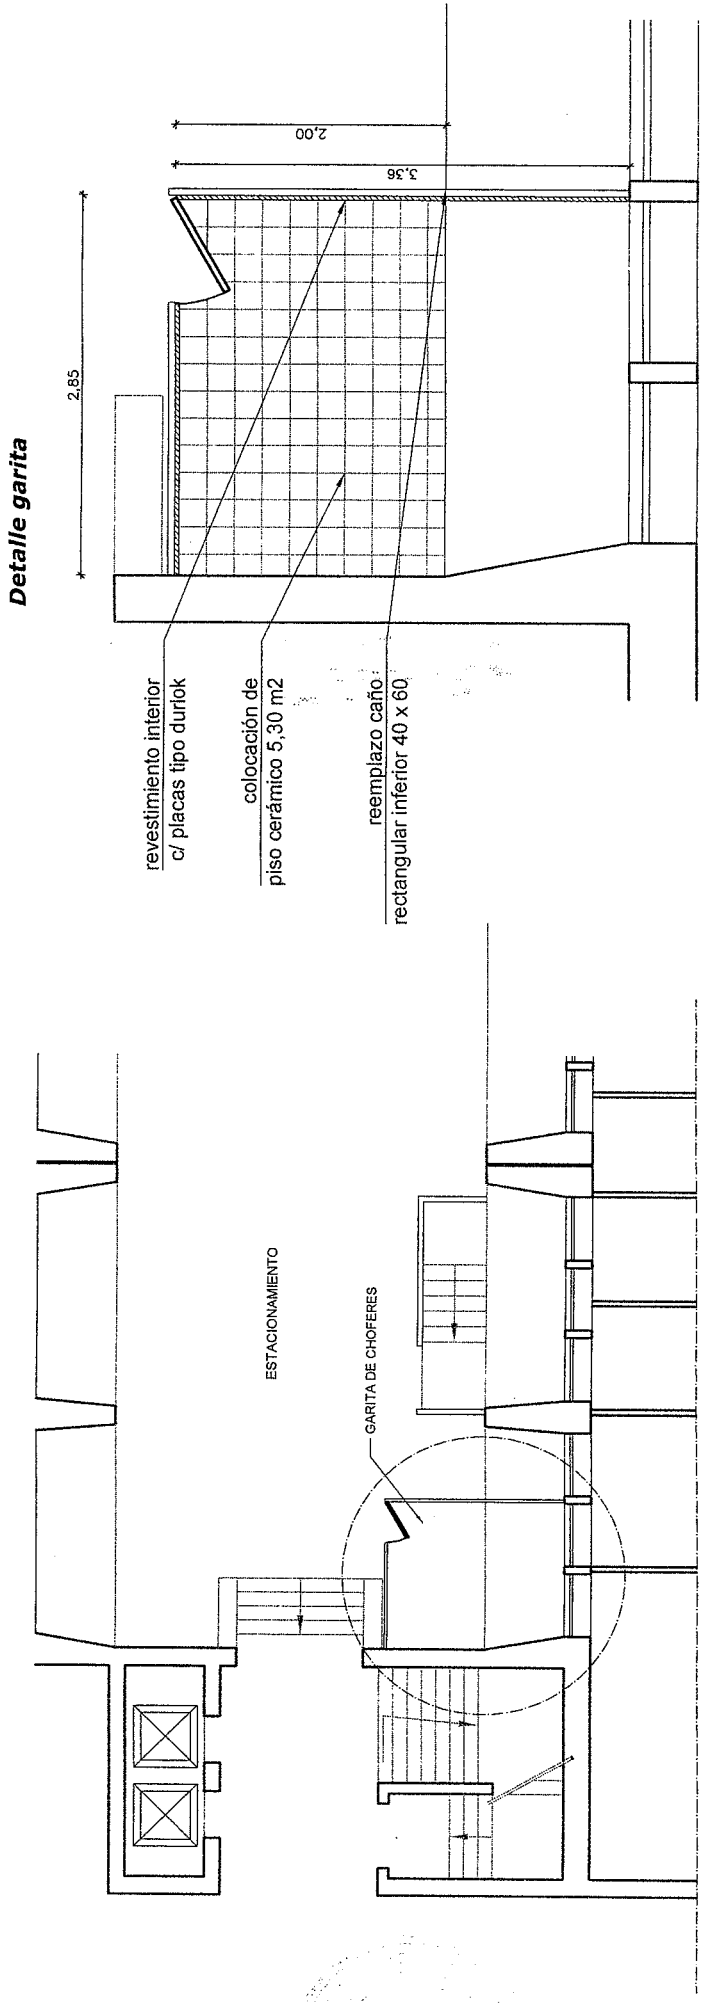 Detalle garita
2,85
2,00
3,36
revestimiento interior
c/ placas tipo durlok
colocación de
piso cerámico 5,30 m2
reemplazo caño
rectangular inferior 40 x 60
ESTACIONAMIENTO
GARITA DE CHOFERES